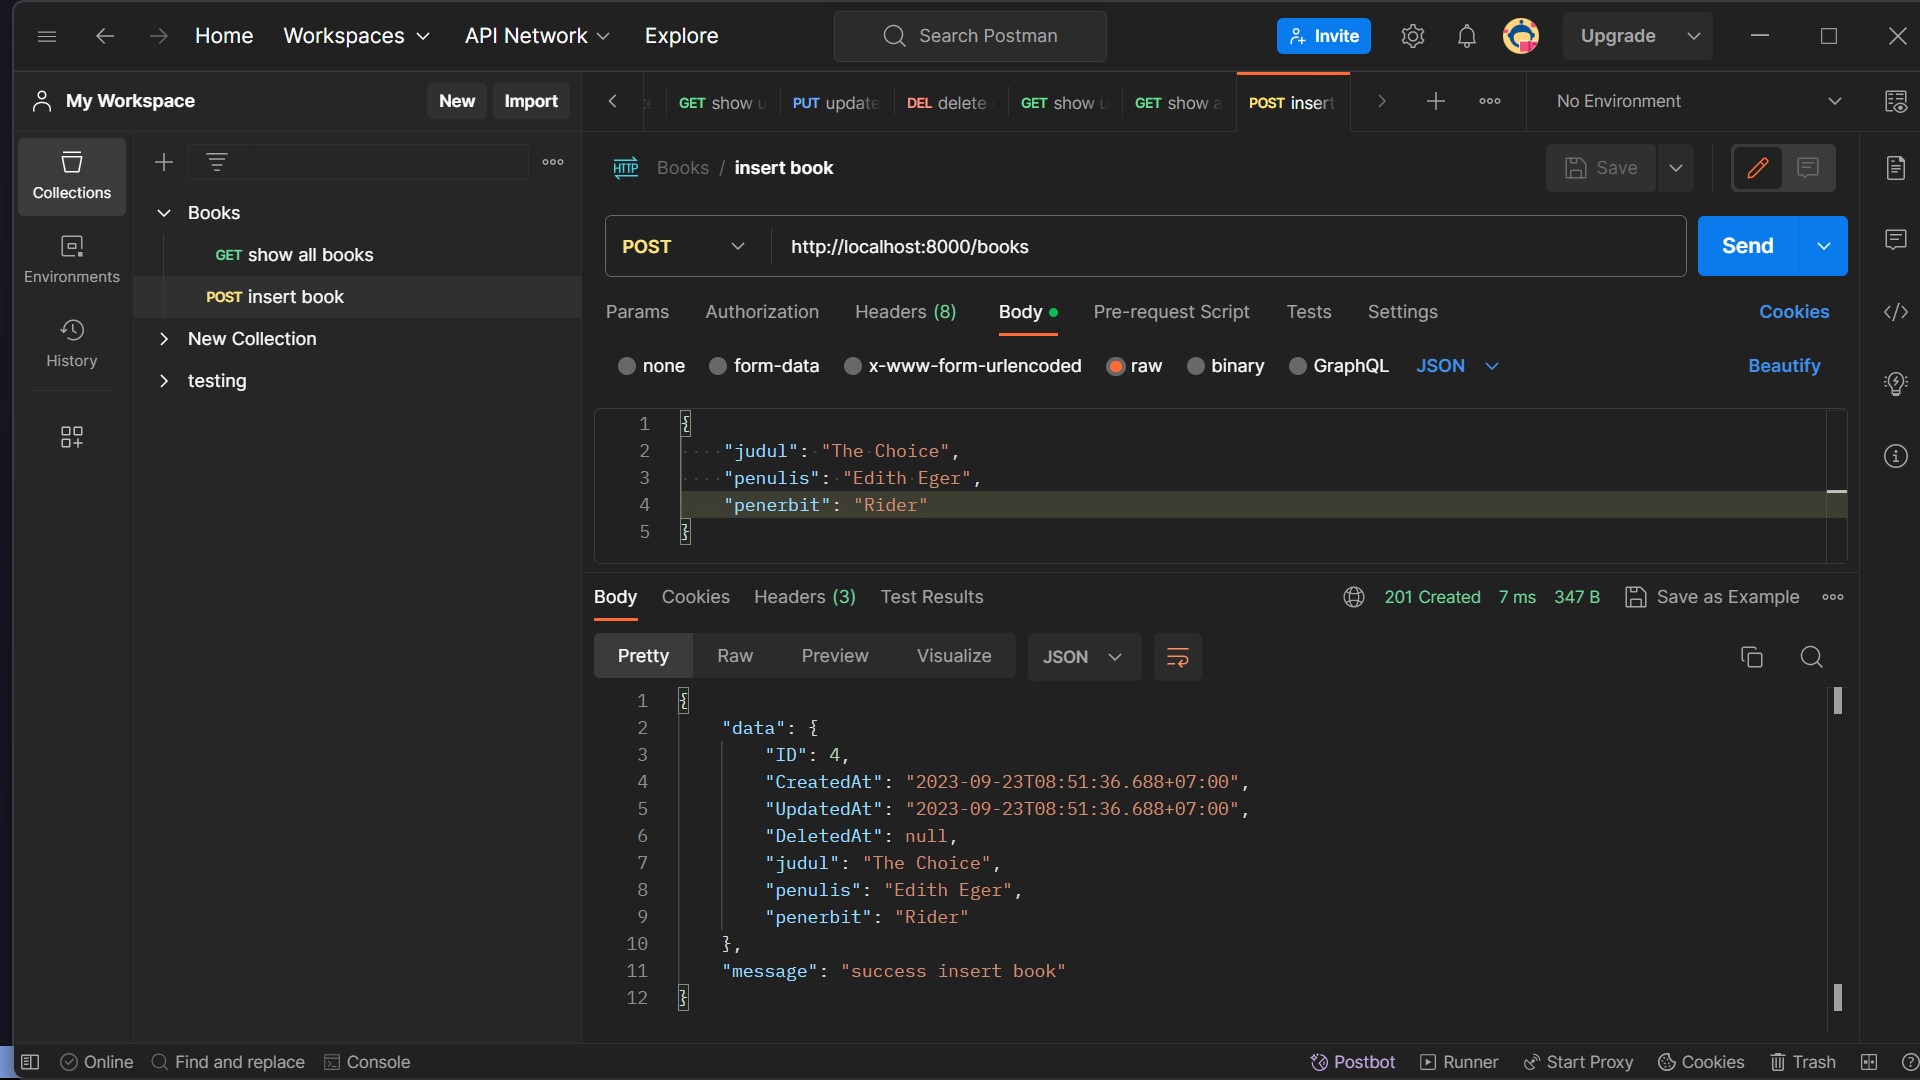 Home Workspaces API Network Explore Search Postman Invite Upgrade
My Workspace New Import GET show PUT update DEL delete GET show GET show POST insert No Environment
Collections
Environments
History
Books
GET show all books
POST insert book
New Collection
testing
HTTP Books / insert book Save
POST http://localhost:8000/books Send
Params Authorization Headers (8) Body Pre-request Script Tests Settings Cookies
none form-data x-www-form-urlencoded raw binary GraphQL JSON Beautify
1 {
2 "judul": "The Choice",
3 "penulis": "Edith Eger",
4 "penerbit": "Rider"
5 }
Body Cookies Headers (3) Test Results 201 Created 7 ms 347 B Save as Example
Pretty Raw Preview Visualize JSON
1 {
2 "data": {
3 "ID": 4,
4 "CreatedAt": "2023-09-23T08:51:36.688+07:00",
5 "UpdatedAt": "2023-09-23T08:51:36.688+07:00",
6 "DeletedAt": null,
7 "judul": "The Choice",
8 "penulis": "Edith Eger",
9 "penerbit": "Rider"
10 },
11 "message": "success insert book"
12 }
Online Find and replace Console Postbot Runner Start Proxy Cookies Trash